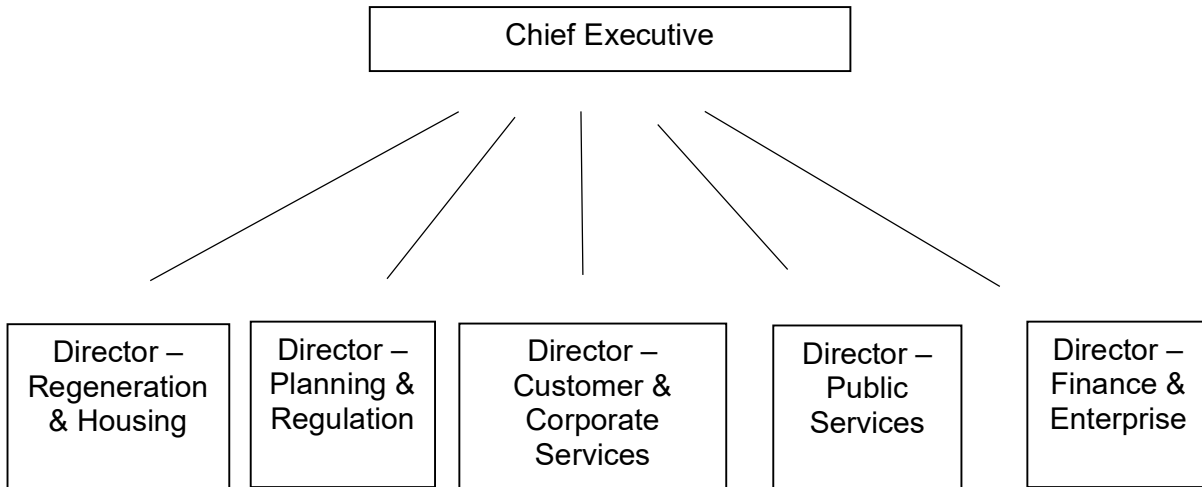 Chief Executive
Director –
Regeneration
& Housing
Director –
Planning &
Regulation
Director –
Customer &
Corporate
Services
Director –
Public
Services
Director –
Finance &
Enterprise